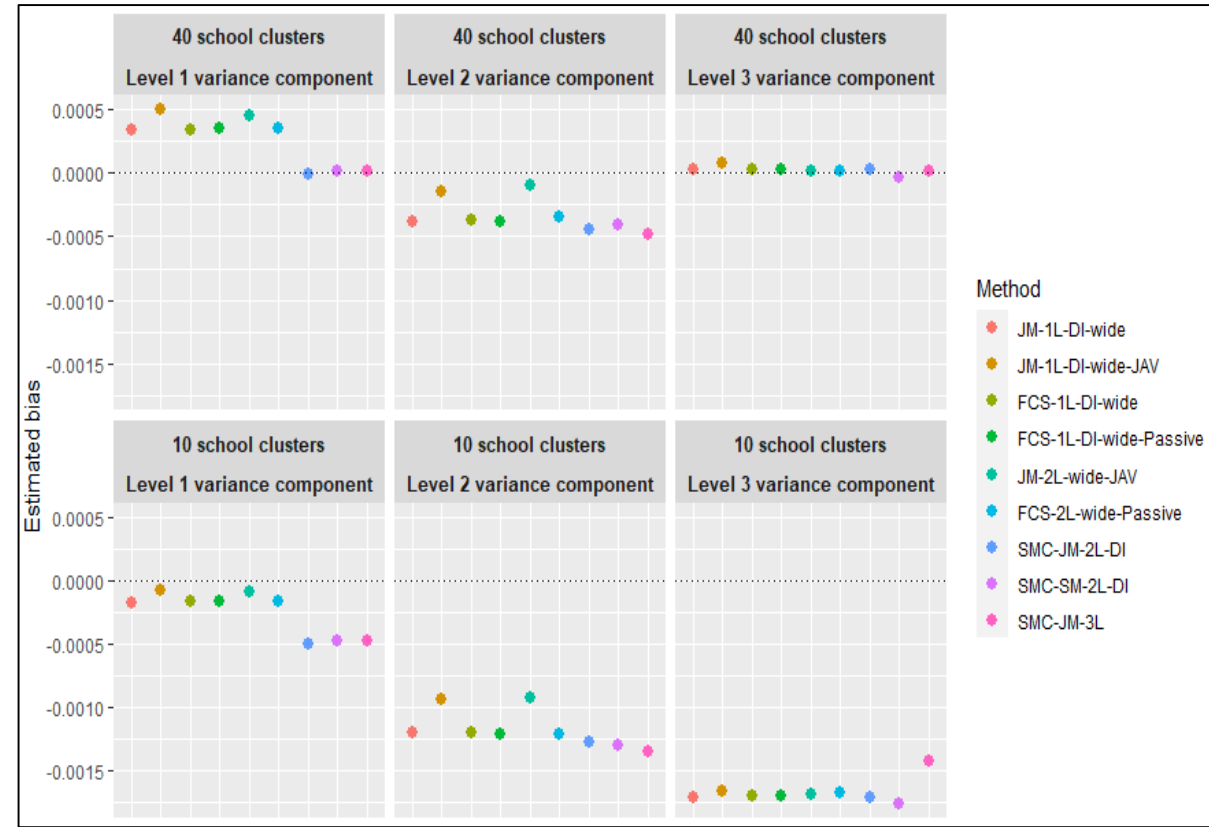 40 school clusters
Level 1 variance component
40 school clusters
Level 2 variance component
40 school clusters
Level 3 variance component
0.0005
0.0000
-0.0005
-0.0010
-0.0015
10 school clusters
Level 1 variance component
10 school clusters
Level 2 variance component
10 school clusters
Level 3 variance component
0.0005
0.0000
-0.0005
-0.0010
-0.0015
Estimated bias
Method
JM-1L-DI-wide
JM-1L-DI-wide-JAV
FCS-1L-DI-wide
FCS-1L-DI-wide-Passive
JM-2L-wide-JAV
FCS-2L-wide-Passive
SMC-JM-2L-DI
SMC-SM-2L-DI
SMC-JM-3L